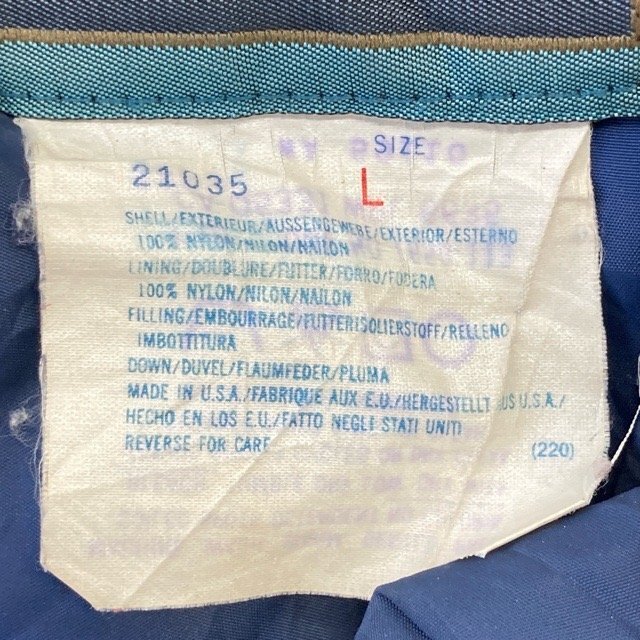 SIZE
21035 L
SHELL/EXTERIEUR/AUSSENGEWEBE/EXTERIOR/ESTERNO
100% NYLON/NILON/NAILON
LINING/DOUBLURE/FUTTER/FORRO/FODERA
100% NYLON/NILON/NAILON
FILLING/EMBOURRAGE/FUTTERISOLIERSTOFF/RELLENO
IMBOTTITURA
DOWN/DUVEL/FLAUMFEDER/PLUMA
MADE IN U.S.A./FABRIQUE AUX E.U./HERGESTELLT AUS U.S.A./
HECHO EN LOS E.U./FATTO NEGLI STATI UNITI
REVERSE FOR CARE (220)